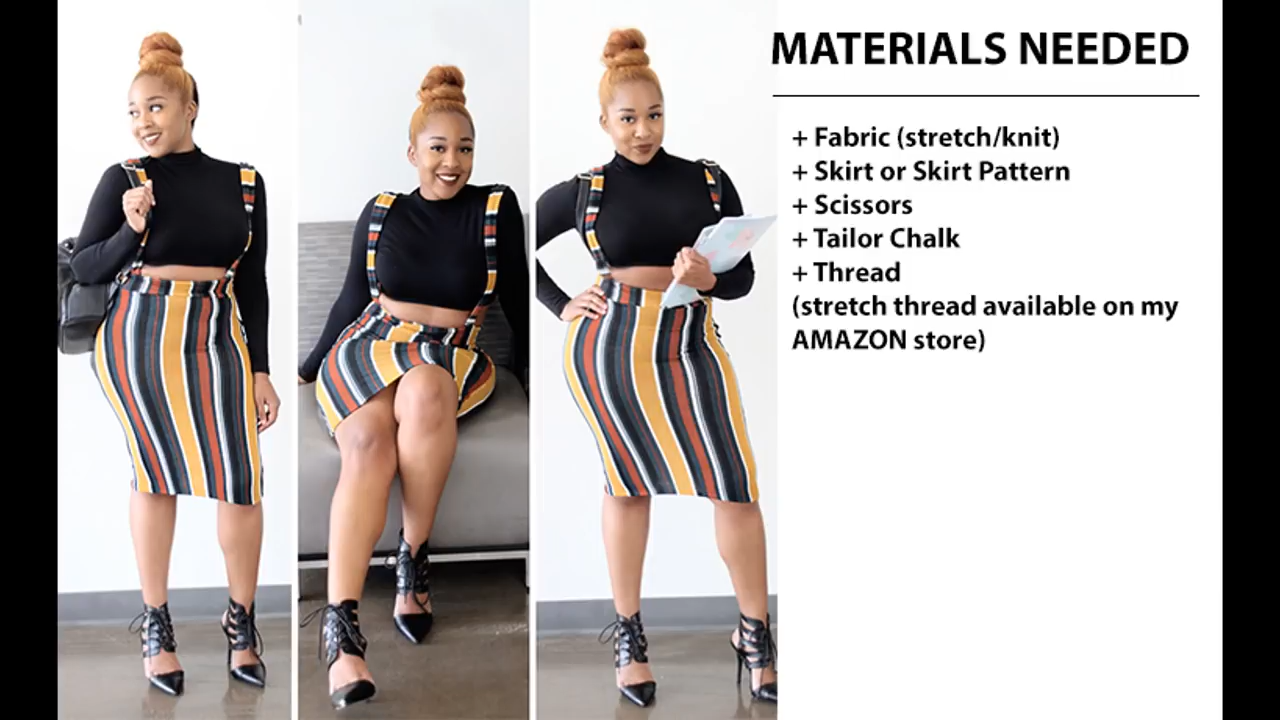 MATERIALS NEEDED
+ Fabric (stretch/knit)
+ Skirt or Skirt Pattern
+ Scissors
+ Tailor Chalk
+ Thread
(stretch thread available on my
AMAZON store)